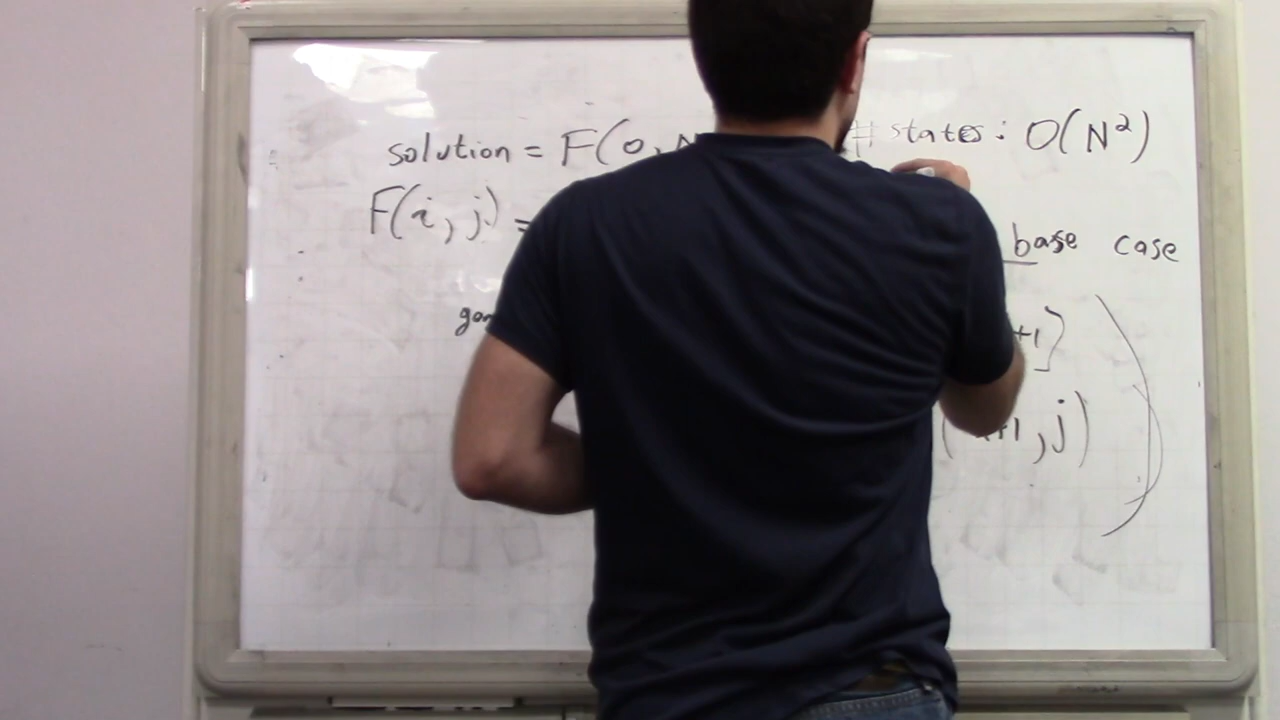 solution = F(0, N # states: O(N²)
F(i, j) =
base case
+1]
+1, j)